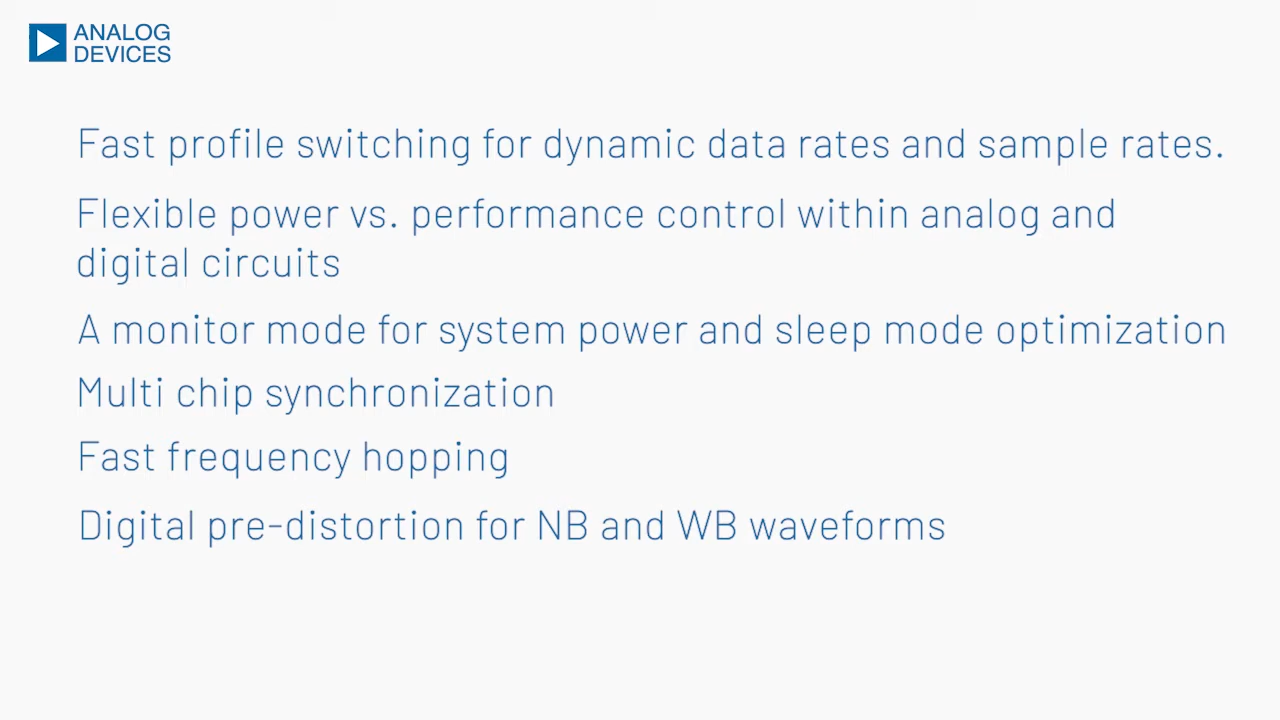 ANALOG
DEVICES
Fast profile switching for dynamic data rates and sample rates.
Flexible power vs. performance control within analog and
digital circuits
A monitor mode for system power and sleep mode optimization
Multi chip synchronization
Fast frequency hopping
Digital pre-distortion for NB and WB waveforms